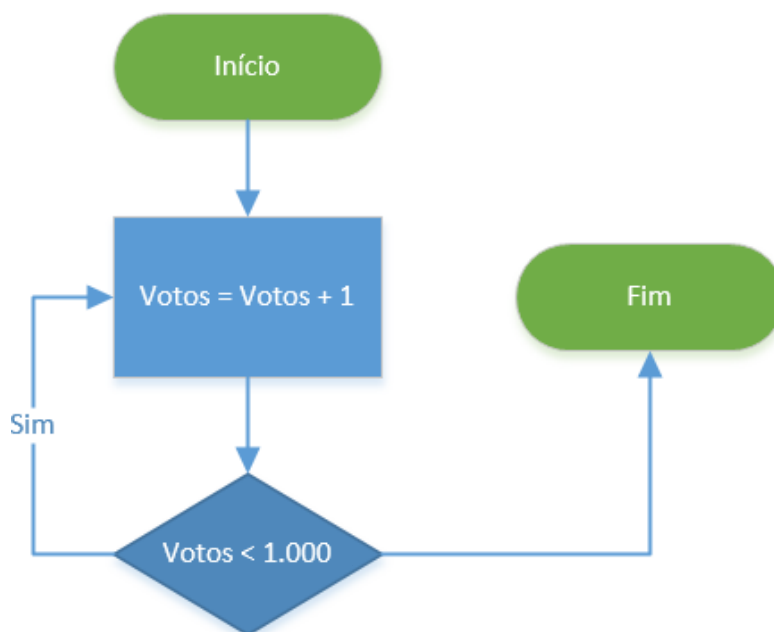 Início
Votos = Votos + 1
Fim
Sim
Votos < 1.000